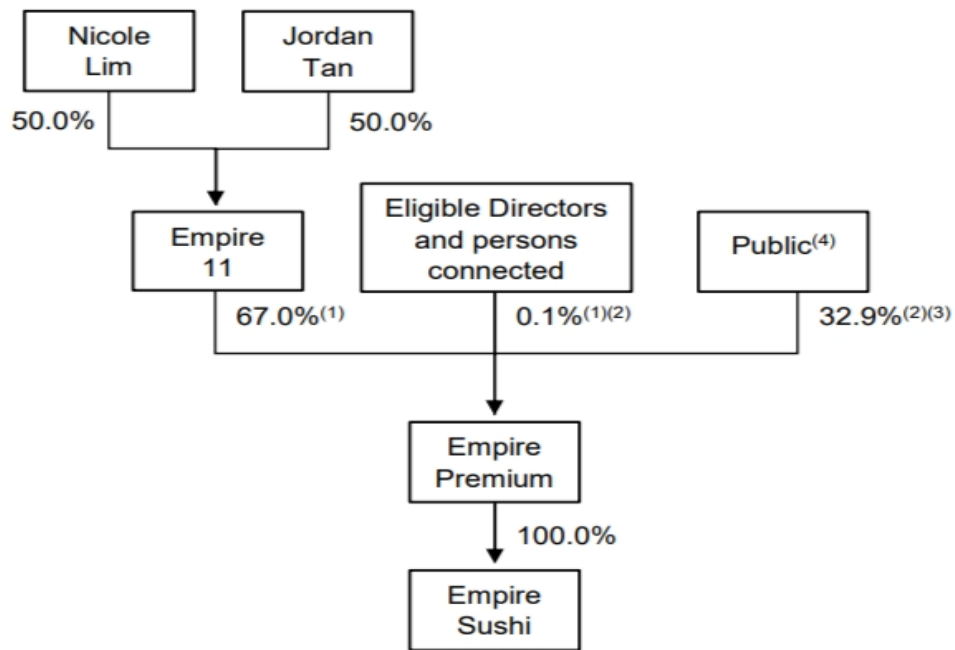 Nicole
Lim
Jordan
Tan
50.0%
50.0%
Empire
11
Eligible Directors
and persons
connected
Public(4)
67.0%(1)
0.1%(1)(2)
32.9%(2)(3)
Empire
Premium
100.0%
Empire
Sushi